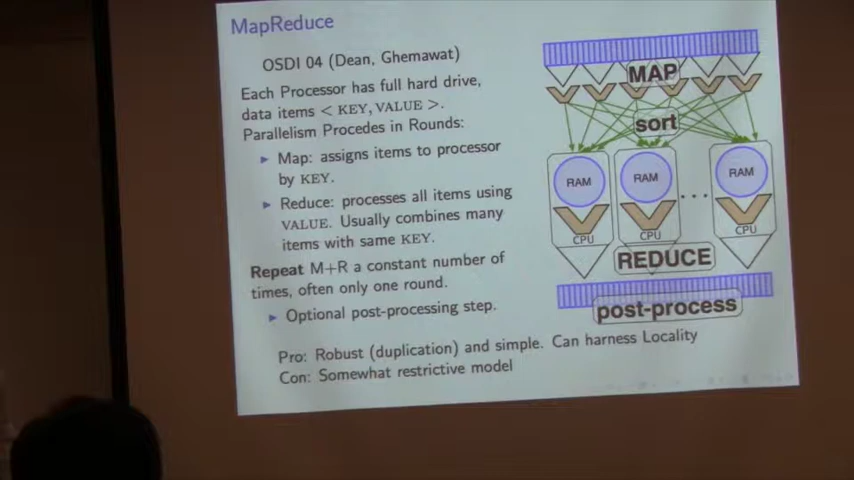 MapReduce
OSDI 04 (Dean, Ghemawat)
Each Processor has full hard drive,
data items < KEY, VALUE >.
Parallelism Procedes in Rounds:
Map: assigns items to processor
by KEY.
Reduce: processes all items using
VALUE. Usually combines many
items with same KEY.
Repeat M+R a constant number of
times, often only one round.
Optional post-processing step.
Pro: Robust (duplication) and simple. Can harness Locality
Con: Somewhat restrictive model
MAP
sort
RAM RAM RAM
CPU CPU CPU
REDUCE
post-process